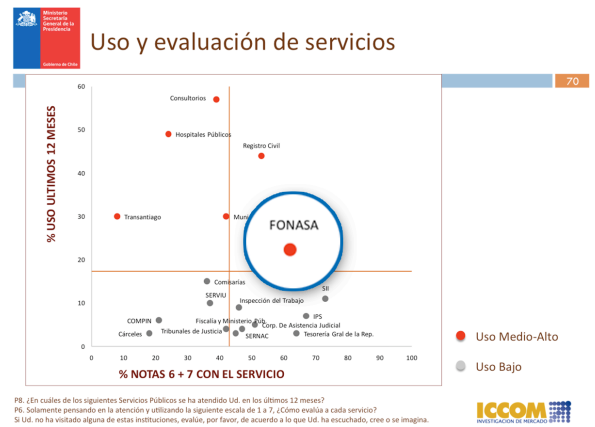 Ministerio
Secretaría
General de la
Presidencia
Gobierno de Chile
Uso y evaluación de servicios
70
% USO ULTIMOS 12 MESES
60
50
40
30
20
10
0
Consultorios
Hospitales Públicos
Registro Civil
Transantiago
Muni
FONASA
Comisarías
SII
SERVIU
Inspección del Trabajo
COMPIN
Fiscalía y Ministerio Púb.
IPS
Corp. De Asistencia Judicial
Cárceles
Tribunales de Justicia
SERNAC
Tesorería Gral de la Rep.
0 10 20 30 40 50 60 70 80 90 100
% NOTAS 6 + 7 CON EL SERVICIO
Uso Medio-Alto
Uso Bajo
P8. ¿En cuáles de los siguientes Servicios Públicos se ha atendido Ud. en los últimos 12 meses?
P6. Solamente pensando en la atención y utilizando la siguiente escala de 1 a 7, ¿Cómo evalúa a cada servicio?
Si Ud. no ha visitado alguna de estas instituciones, evalúe, por favor, de acuerdo a lo que Ud. ha escuchado, cree o se imagina.
ICCOM
INVESTIGACION DE MERCADO